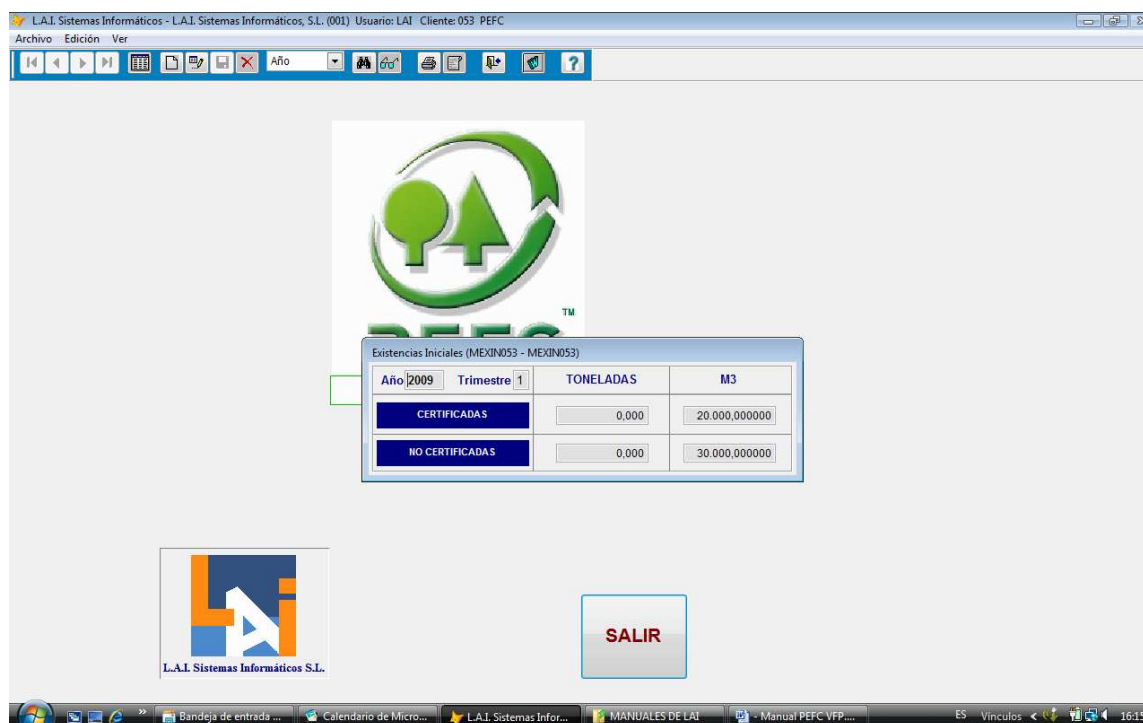 L.A.I. Sistemas Informáticos - L.A.I. Sistemas Informáticos, S.L. (001) Usuario: LAI Cliente: 053 PEFC
Archivo Edición Ver
Año
TM
PEFC
Existencias Iniciales (MEXIN053 - MEXIN053)
Año 2009 Trimestre 1 TONELADAS M3
CERTIFICADAS 0,000 20.000,000000
NO CERTIFICADAS 0,000 30.000,000000
LAi
SALIR
L.A.I. Sistemas Informáticos S.L.
Bandeja de entrada ... Calendario de Micro... L.A.I. Sistemas Infor... MANUALES DE LAI - Manual PEFC VFP.... ES Vínculos